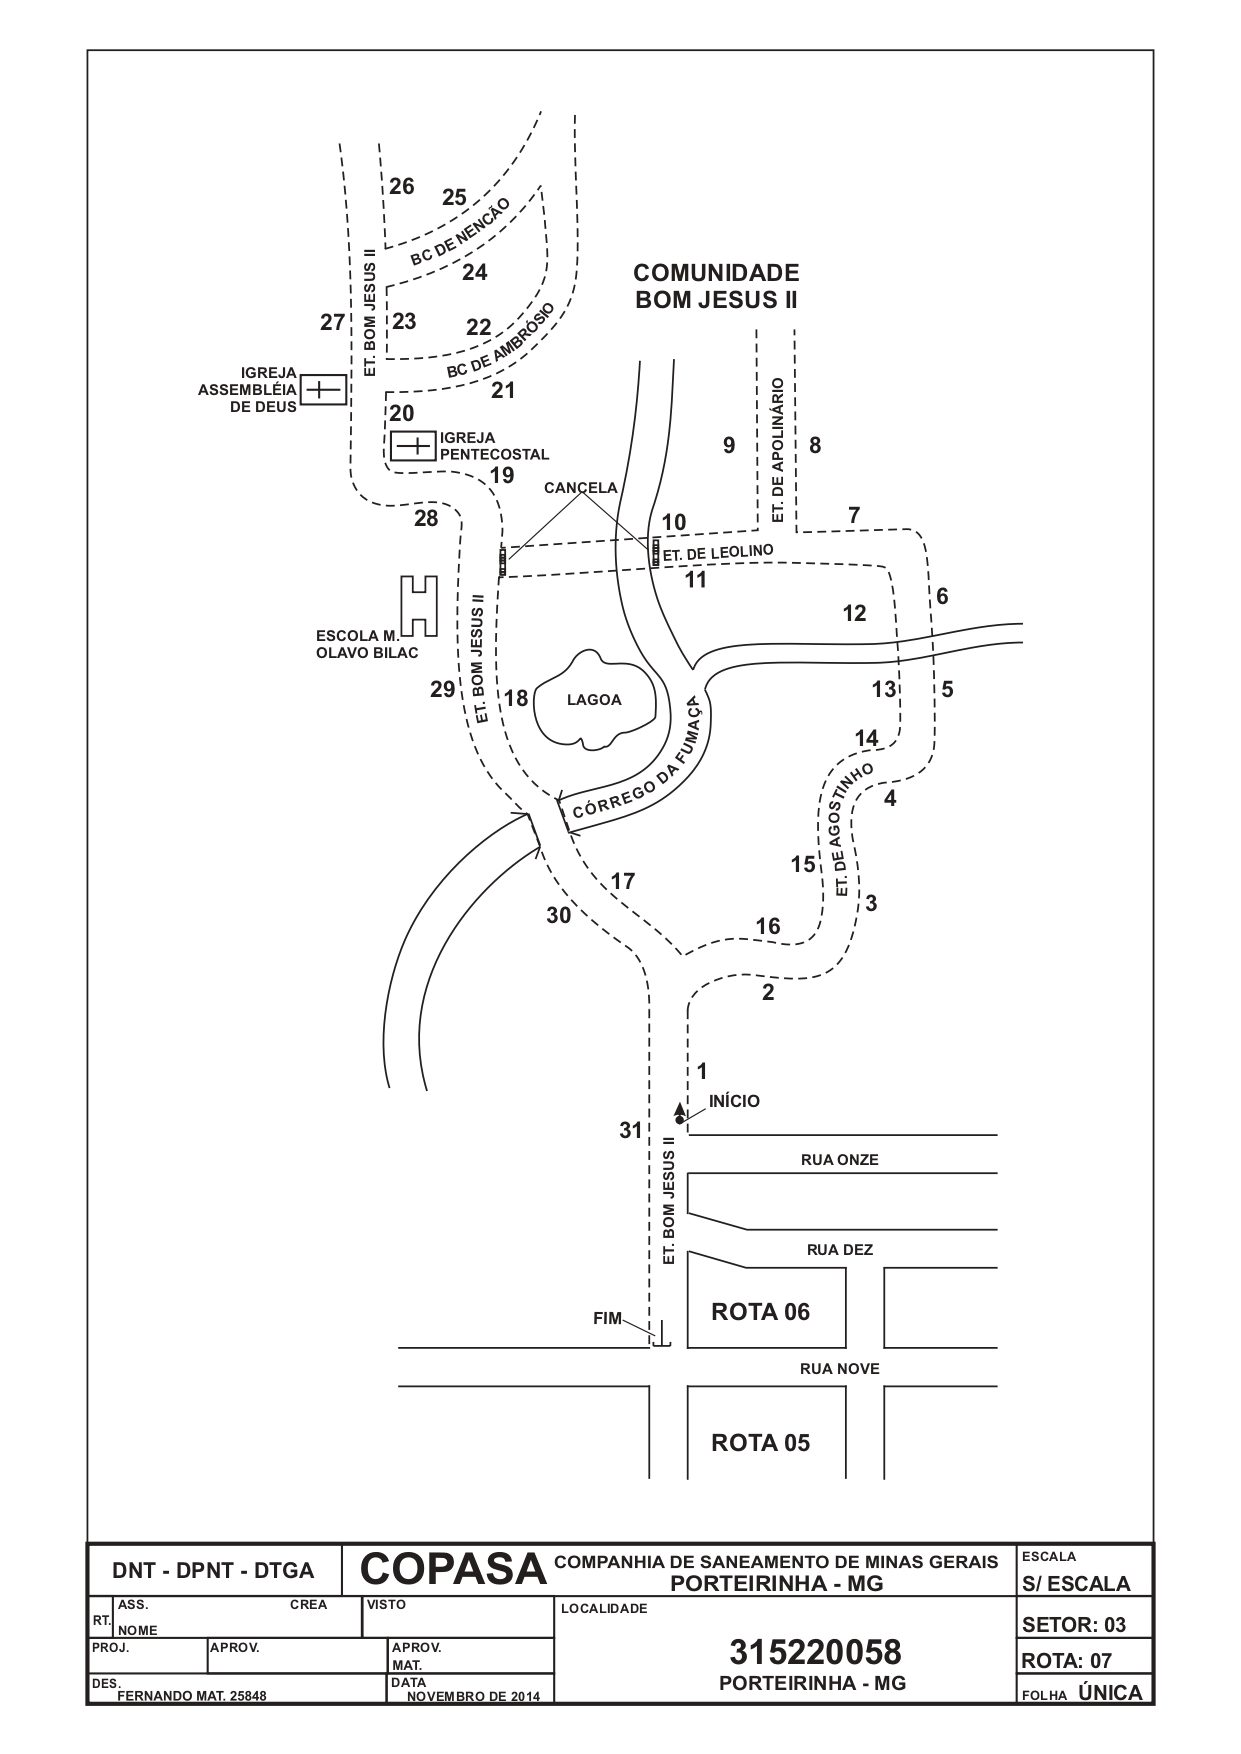 26
25
BC DE NENCÃO
24
COMUNIDADE
BOM JESUS II
27
ET. BOM JESUS II
23
22
BC DE AMBRÓSIO
21
IGREJA
ASSEMBLÉIA
DE DEUS
20
IGREJA
PENTECOSTAL
19
9
ET. DE APOLINÁRIO
8
CANCELA
28
10
7
ET. DE LEOLINO
11
6
12
ESCOLA M.
OLAVO BILAC
ET. BOM JESUS II
29
18
LAGOA
13
5
14
CÓRREGO DA FUMAÇA
4
ET. DE AGOSTINHO
15
17
3
30
16
2
1
INÍCIO
31
ET. BOM JESUS II
RUA ONZE
RUA DEZ
ROTA 06
FIM
RUA NOVE
ROTA 05
DNT - DPNT - DTGA
COPASA
COMPANHIA DE SANEAMENTO DE MINAS GERAIS
PORTEIRINHA - MG
ESCALA
S/ ESCALA
RT.
ASS.
CREA
NOME
VISTO
LOCALIDADE
315220058
PORTEIRINHA - MG
SETOR: 03
PROJ.
APROV.
APROV.
MAT.
ROTA: 07
DES.
FERNANDO MAT. 25848
DATA
NOVEMBRO DE 2014
FOLHA ÚNICA